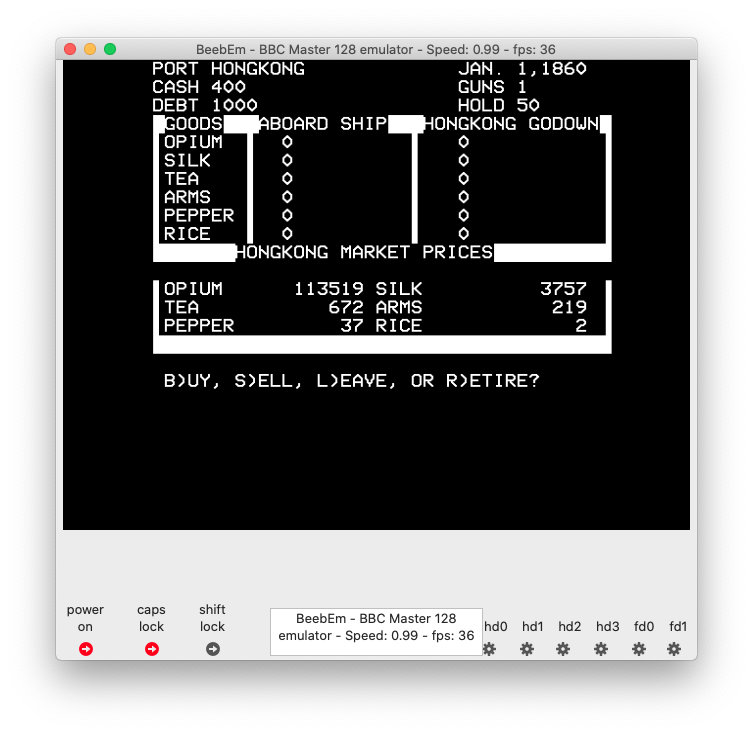 BeebEm - BBC Master 128 emulator - Speed: 0.99 - fps: 36
PORT HONGKONG JAN. 1,1860
CASH 400 GUNS 1
DEBT 1000 HOLD 50
GOODS ABOARD SHIP HONGKONG GODOWN
OPIUM 0 0
SILK 0 0
TEA 0 0
ARMS 0 0
PEPPER 0 0
RICE 0 0
HONGKONG MARKET PRICES
OPIUM 113519 SILK 3757
TEA 672 ARMS 219
PEPPER 37 RICE 2
B)UY, S)ELL, L)EAVE, OR R)ETIRE?
power on caps lock shift lock
BeebEm - BBC Master 128
emulator - Speed: 0.99 - fps: 36
hd0 hd1 hd2 hd3 fd0 fd1